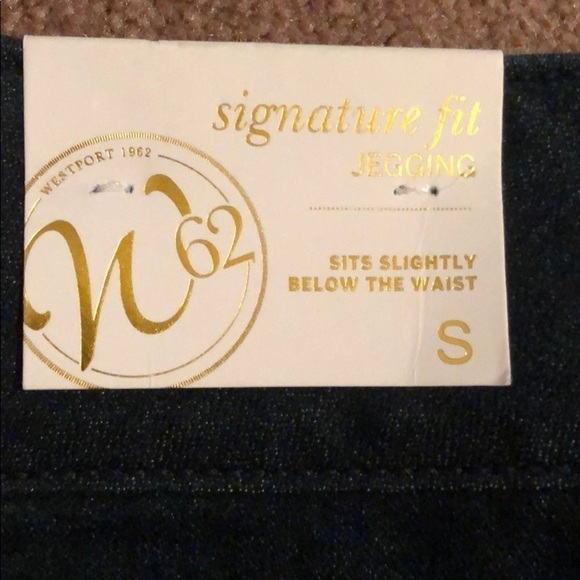 signature fit
JEGGING
WESTPORT 1962
W62
SITS SLIGHTLY
BELOW THE WAIST
S